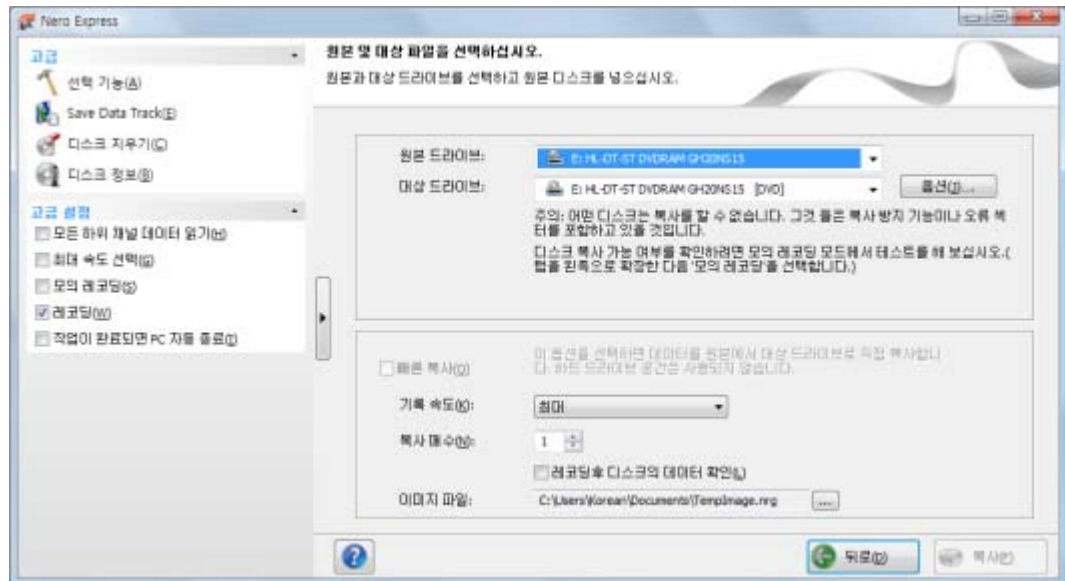 Nero Express
고급
선택 기능(A)
Save Data Track(E)
디스크 지우기(C)
디스크 정보(B)
고급 설정
모든 하위 채널 데이터 읽기(H)
최대 속도 선택(G)
모의 레코딩(S)
레코딩(W)
작업이 완료되면 PC 자동 종료(I)
원본 및 대상 파일을 선택하십시오.
원본과 대상 드라이브를 선택하고 원본 디스크를 넣으십시오.
원본 드라이브:
E: HL-DT-ST DVDRAM GH20NS15
대상 드라이브:
E: HL-DT-ST DVDRAM GH20NS15 [DVD]
옵션(J)...
주의: 어떤 디스크는 복사를 할 수 없습니다. 그것 들은 복사 방지 기능이나 오류 섹
터를 포함하고 있을 것입니다.
디스크 복사 가능 여부를 확인하려면 모의 레코딩 모드에서 테스트를 해 보십시오.(
탭을 왼쪽으로 확장한 다음 '모의 레코딩'을 선택합니다.)
빠른 복사(Q)
이 옵션을 선택하면 데이터를 원본에서 대상 드라이브로 직접 복사합니
다. 하드 드라이브 공간은 사용되지 않습니다.
기록 속도(K):
최대
복사 매수(N):
1
레코딩후 디스크의 데이터 확인(L)
이미지 파일:
C:\Users\Korean\Documents\TempImage.nrg
...
뒤로(D)
복사(P)